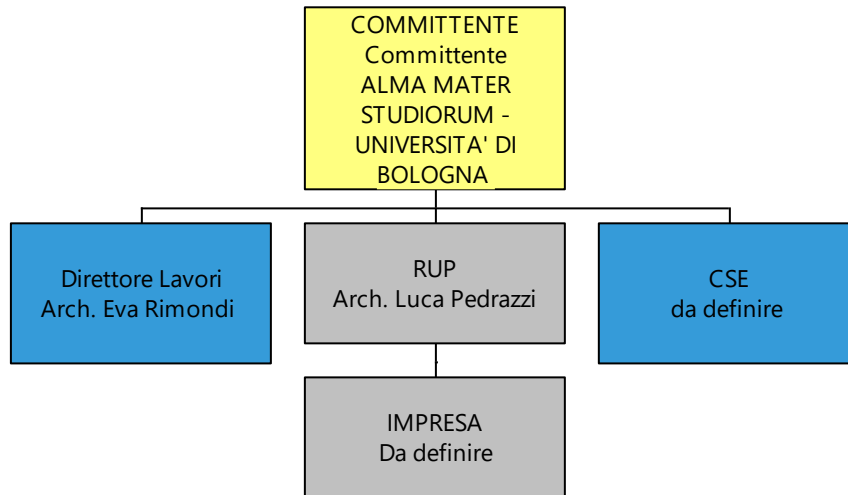 COMMITTENTE
Committente
ALMA MATER
STUDIORUM -
UNIVERSITA' DI
BOLOGNA
Direttore Lavori
Arch. Eva Rimondi
RUP
Arch. Luca Pedrazzi
CSE
da definire
IMPRESA
Da definire